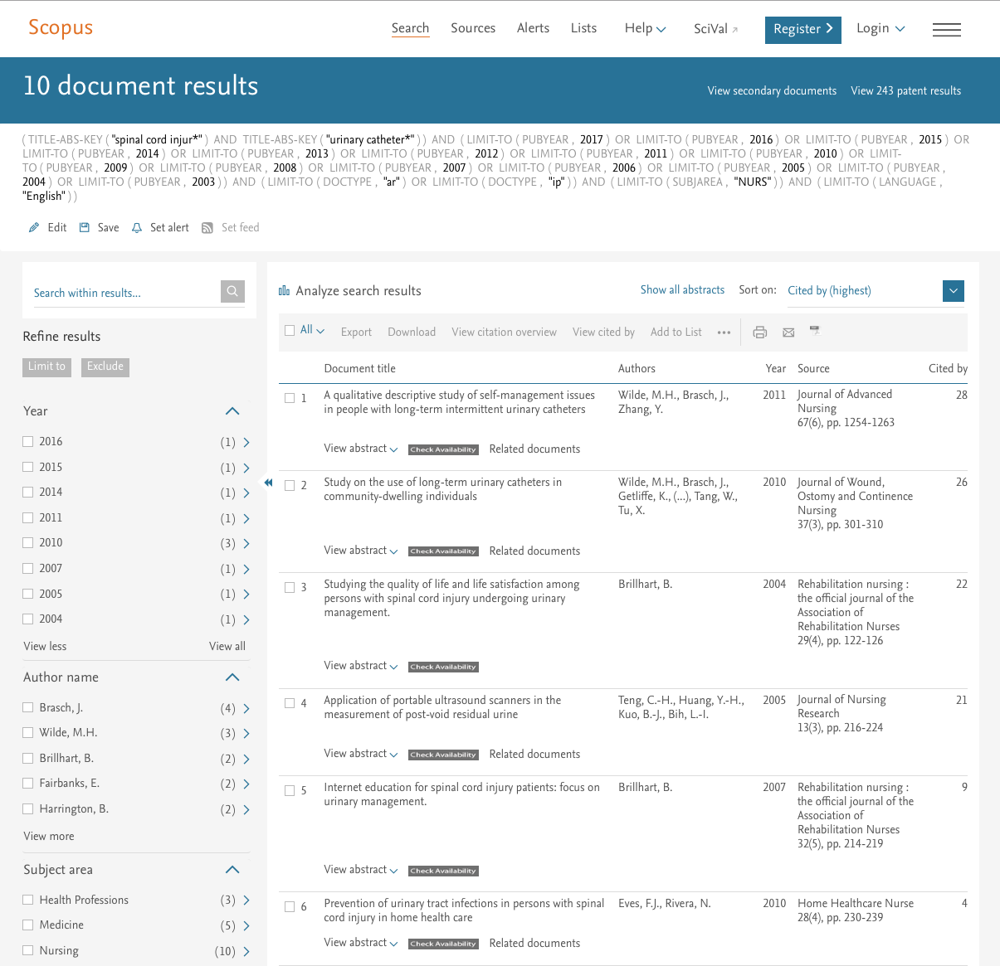 Scopus
Search Sources Alerts Lists Help SciVal Register Login
10 document results
View secondary documents View 243 patent results
( TITLE-ABS-KEY ( "spinal cord injur*" ) AND TITLE-ABS-KEY ( "urinary catheter*" ) ) AND ( LIMIT-TO ( PUBYEAR , 2017 ) OR LIMIT-TO ( PUBYEAR , 2016 ) OR LIMIT-TO ( PUBYEAR , 2015 ) OR
LIMIT-TO ( PUBYEAR , 2014 ) OR LIMIT-TO ( PUBYEAR , 2013 ) OR LIMIT-TO ( PUBYEAR , 2012 ) OR LIMIT-TO ( PUBYEAR , 2011 ) OR LIMIT-TO ( PUBYEAR , 2010 ) OR LIMIT-
TO ( PUBYEAR , 2009 ) OR LIMIT-TO ( PUBYEAR , 2008 ) OR LIMIT-TO ( PUBYEAR , 2007 ) OR LIMIT-TO ( PUBYEAR , 2006 ) OR LIMIT-TO ( PUBYEAR , 2005 ) OR LIMIT-TO ( PUBYEAR ,
2004 ) OR LIMIT-TO ( PUBYEAR , 2003 ) ) AND ( LIMIT-TO ( DOCTYPE , "ar" ) OR LIMIT-TO ( DOCTYPE , "ip" ) ) AND ( LIMIT-TO ( SUBJAREA , "NURS" ) ) AND ( LIMIT-TO ( LANGUAGE ,
"English" ) )
Edit Save Set alert Set feed
Search within results...
Refine results
Limit to Exclude
Year
2016 (1)
2015 (1)
2014 (1)
2011 (1)
2010 (3)
2007 (1)
2005 (1)
2004 (1)
View less View all
Author name
Brasch, J. (4)
Wilde, M.H. (3)
Brillhart, B. (2)
Fairbanks, E. (2)
Harrington, B. (2)
View more
Subject area
Health Professions (3)
Medicine (5)
Nursing (10)
Analyze search results
Show all abstracts Sort on: Cited by (highest)
All Export Download View citation overview View cited by Add to List
Document title Authors Year Source Cited by
1 A qualitative descriptive study of self-management issues Wilde, M.H., Brasch, J., 2011 Journal of Advanced 28
in people with long-term intermittent urinary catheters Zhang, Y. Nursing
67(6), pp. 1254-1263
View abstract Check Availability Related documents
2 Study on the use of long-term urinary catheters in Wilde, M.H., Brasch, J., 2010 Journal of Wound, 26
community-dwelling individuals Getliffe, K., (...), Tang, W., Ostomy and Continence
Tu, X. Nursing
37(3), pp. 301-310
View abstract Check Availability Related documents
3 Studying the quality of life and life satisfaction among Brillhart, B. 2004 Rehabilitation nursing : 22
persons with spinal cord injury undergoing urinary the official journal of the
management. Association of
Rehabilitation Nurses
29(4), pp. 122-126
View abstract Check Availability
4 Application of portable ultrasound scanners in the Teng, C.-H., Huang, Y.-H., 2005 Journal of Nursing 21
measurement of post-void residual urine Kuo, B.-J., Bih, L.-I. Research
13(3), pp. 216-224
View abstract Check Availability Related documents
5 Internet education for spinal cord injury patients: focus on Brillhart, B. 2007 Rehabilitation nursing : 9
urinary management. the official journal of the
Association of
Rehabilitation Nurses
32(5), pp. 214-219
View abstract Check Availability
6 Prevention of urinary tract infections in persons with spinal Eves, F.J., Rivera, N. 2010 Home Healthcare Nurse 4
cord injury in home health care 28(4), pp. 230-239
View abstract Check Availability Related documents